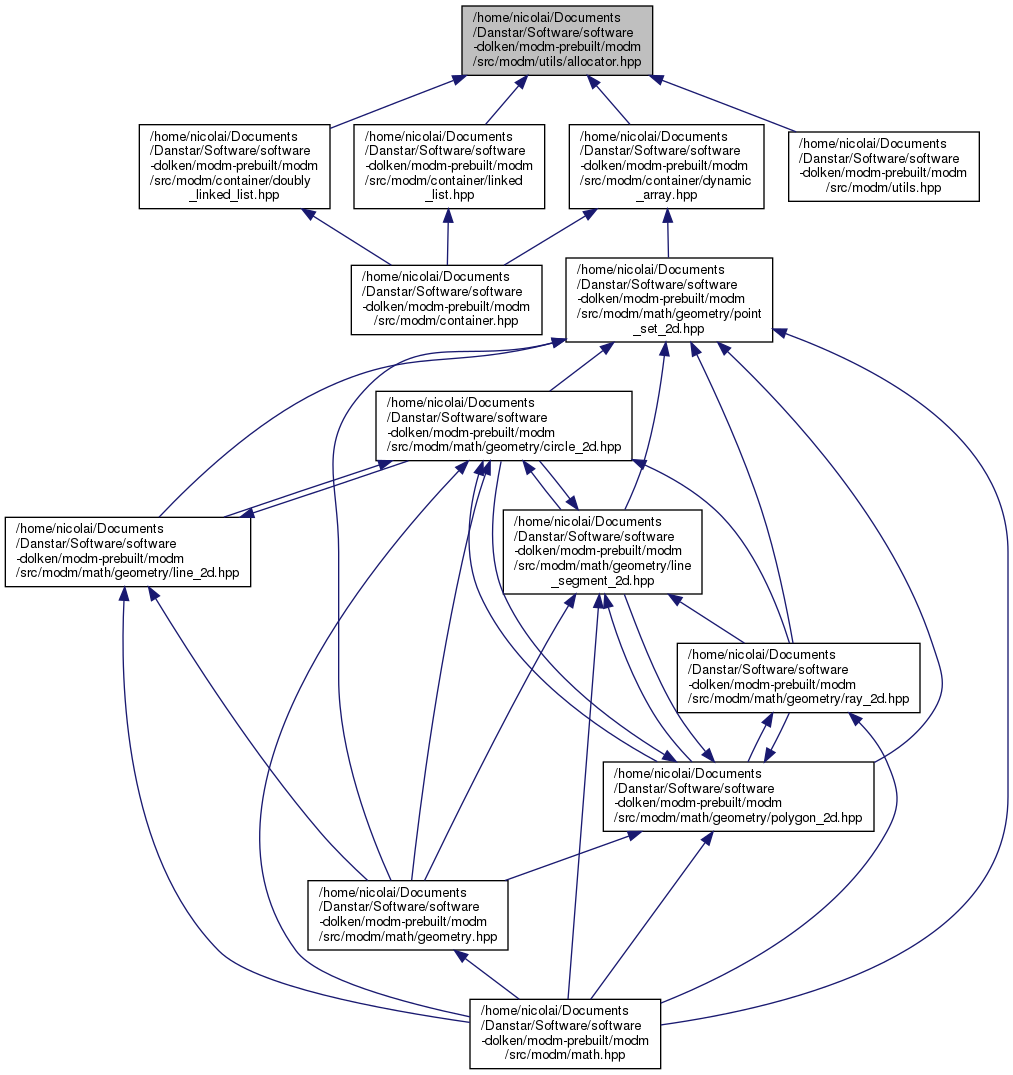 /home/nicolai/Documents
/Danstar/Software/software
-dolken/modm-prebuilt/modm
/src/modm/utils/allocator.hpp
/home/nicolai/Documents
/Danstar/Software/software
-dolken/modm-prebuilt/modm
/src/modm/container/doubly
_linked_list.hpp
/home/nicolai/Documents
/Danstar/Software/software
-dolken/modm-prebuilt/modm
/src/modm/container/linked
_list.hpp
/home/nicolai/Documents
/Danstar/Software/software
-dolken/modm-prebuilt/modm
/src/modm/container/dynamic
_array.hpp
/home/nicolai/Documents
/Danstar/Software/software
-dolken/modm-prebuilt/modm
/src/modm/utils.hpp
/home/nicolai/Documents
/Danstar/Software/software
-dolken/modm-prebuilt/modm
/src/modm/container.hpp
/home/nicolai/Documents
/Danstar/Software/software
-dolken/modm-prebuilt/modm
/src/modm/math/geometry/point
_set_2d.hpp
/home/nicolai/Documents
/Danstar/Software/software
-dolken/modm-prebuilt/modm
/src/modm/math/geometry/circle_2d.hpp
/home/nicolai/Documents
/Danstar/Software/software
-dolken/modm-prebuilt/modm
/src/modm/math/geometry/line_2d.hpp
/home/nicolai/Documents
/Danstar/Software/software
-dolken/modm-prebuilt/modm
/src/modm/math/geometry/line
_segment_2d.hpp
/home/nicolai/Documents
/Danstar/Software/software
-dolken/modm-prebuilt/modm
/src/modm/math/geometry/ray_2d.hpp
/home/nicolai/Documents
/Danstar/Software/software
-dolken/modm-prebuilt/modm
/src/modm/math/geometry/polygon_2d.hpp
/home/nicolai/Documents
/Danstar/Software/software
-dolken/modm-prebuilt/modm
/src/modm/math/geometry.hpp
/home/nicolai/Documents
/Danstar/Software/software
-dolken/modm-prebuilt/modm
/src/modm/math.hpp